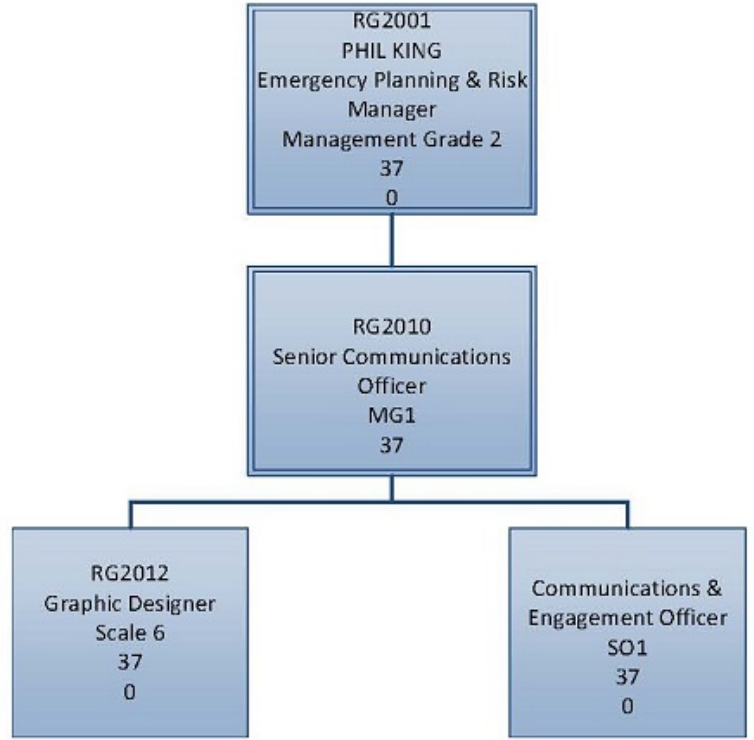 RG2001
PHIL KING
Emergency Planning & Risk
Manager
Management Grade 2
37
0
RG2010
Senior Communications
Officer
MG1
37
RG2012
Graphic Designer
Scale 6
37
0
Communications &
Engagement Officer
SO1
37
0